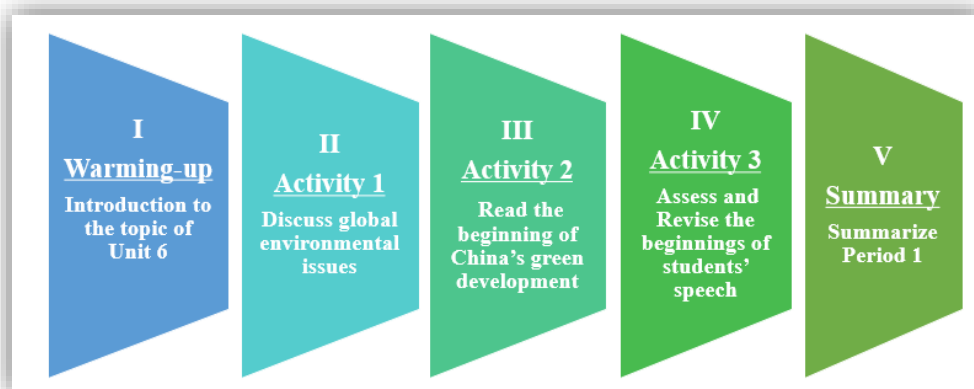 I
Warming-up
Introduction to
the topic of
Unit 6
II
Activity 1
Discuss global
environmental
issues
III
Activity 2
Read the
beginning of
China's green
development
IV
Activity 3
Assess and
Revise the
beginnings of
students'
speech
V
Summary
Summarize
Period 1